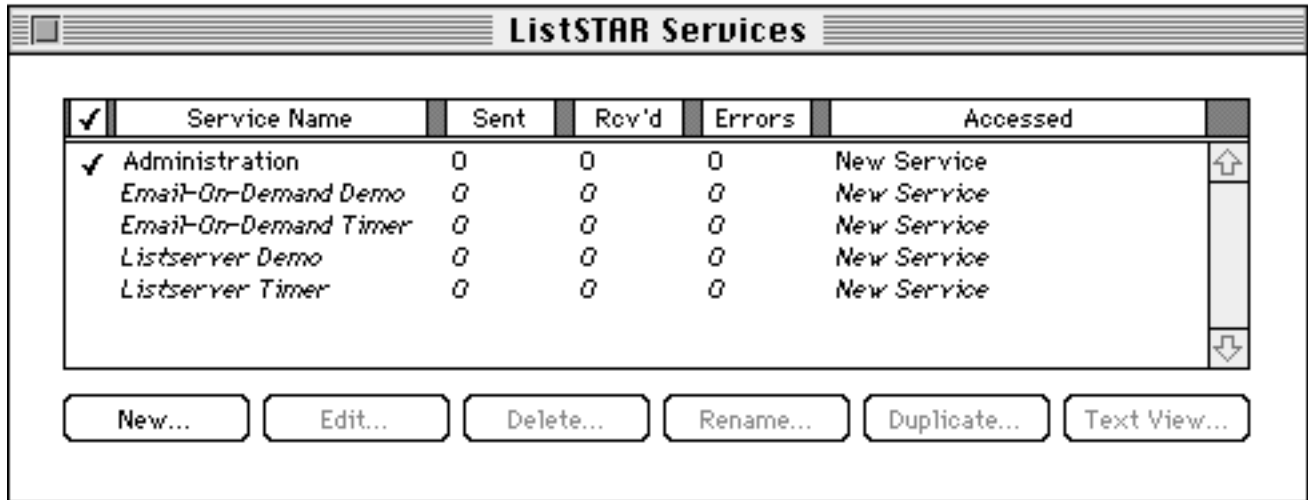 ListSTAR Services
✓ Service Name Sent Rcv'd Errors Accessed
✓ Administration 0 0 0 New Service
Email-On-Demand Demo 0 0 0 New Service
Email-On-Demand Timer 0 0 0 New Service
Listserver Demo 0 0 0 New Service
Listserver Timer 0 0 0 New Service
New... Edit... Delete... Rename... Duplicate... Text View...